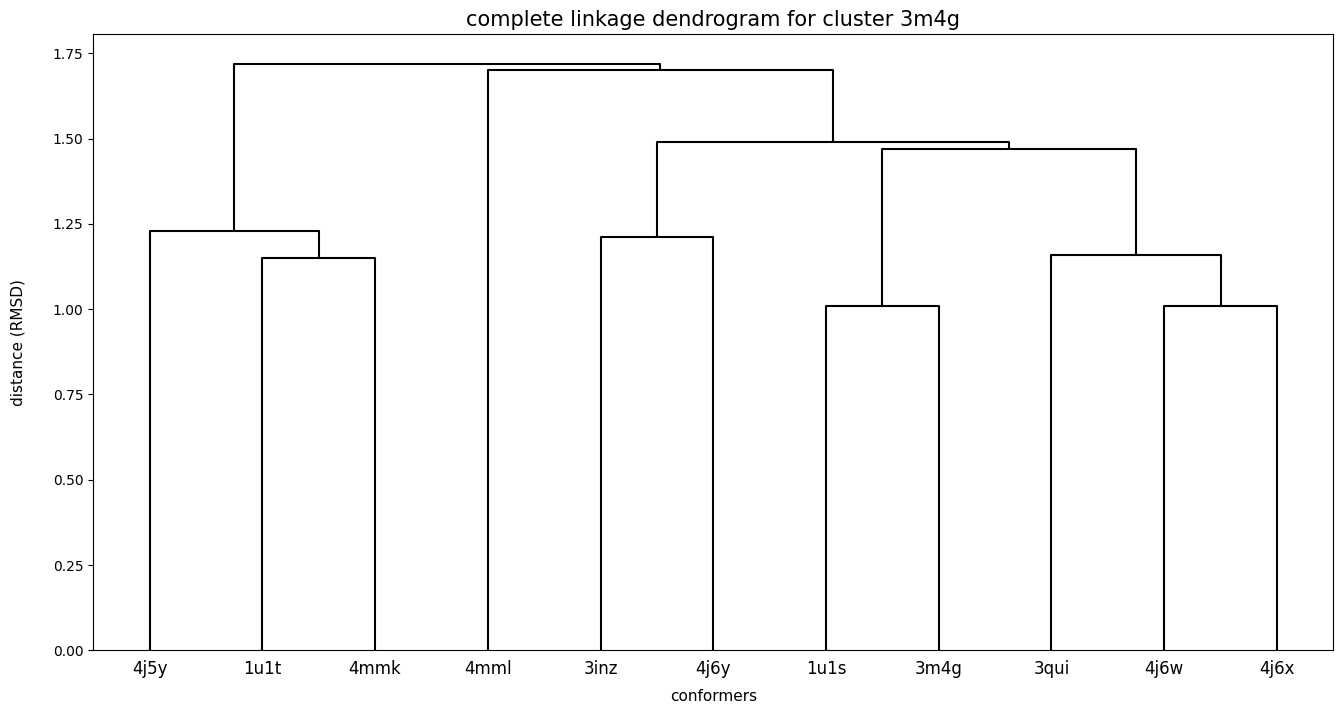 complete linkage dendrogram for cluster 3m4g
1.75
1.50
1.25
1.00
0.75
0.50
0.25
0.00
distance (RMSD)
4j5y 1u1t 4mmk 4mml 3inz 4j6y 1u1s 3m4g 3qui 4j6w 4j6x
conformers